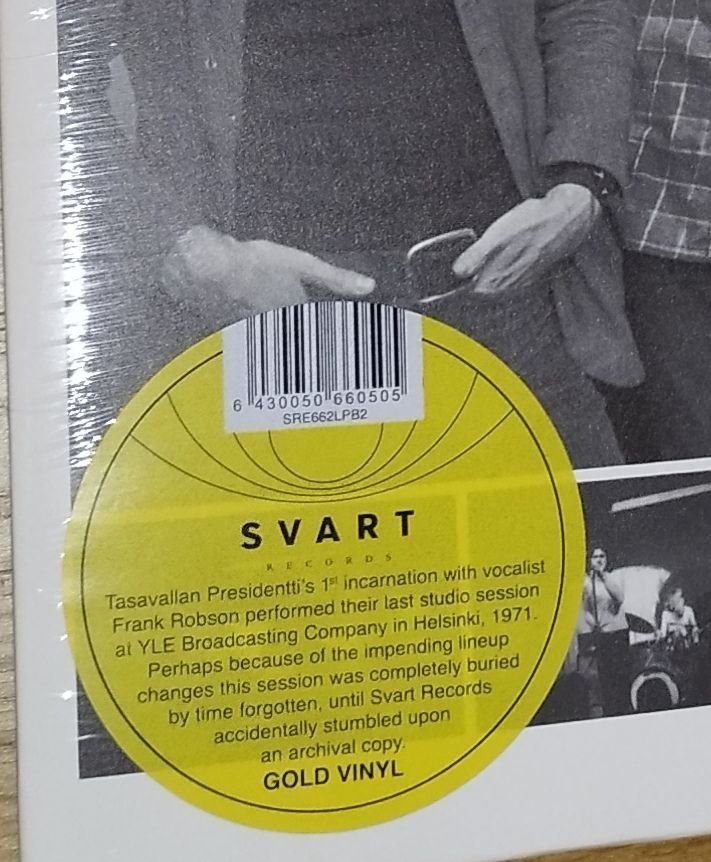 6 430050 660505
SRE662LPB2
SVART
RECORDS
Tasavallan Presidentti's 1st incarnation with vocalist
Frank Robson performed their last studio session
at YLE Broadcasting Company in Helsinki, 1971.
Perhaps because of the impending lineup
changes this session was completely buried
by time forgotten, until Svart Records
accidentally stumbled upon
an archival copy.
GOLD VINYL